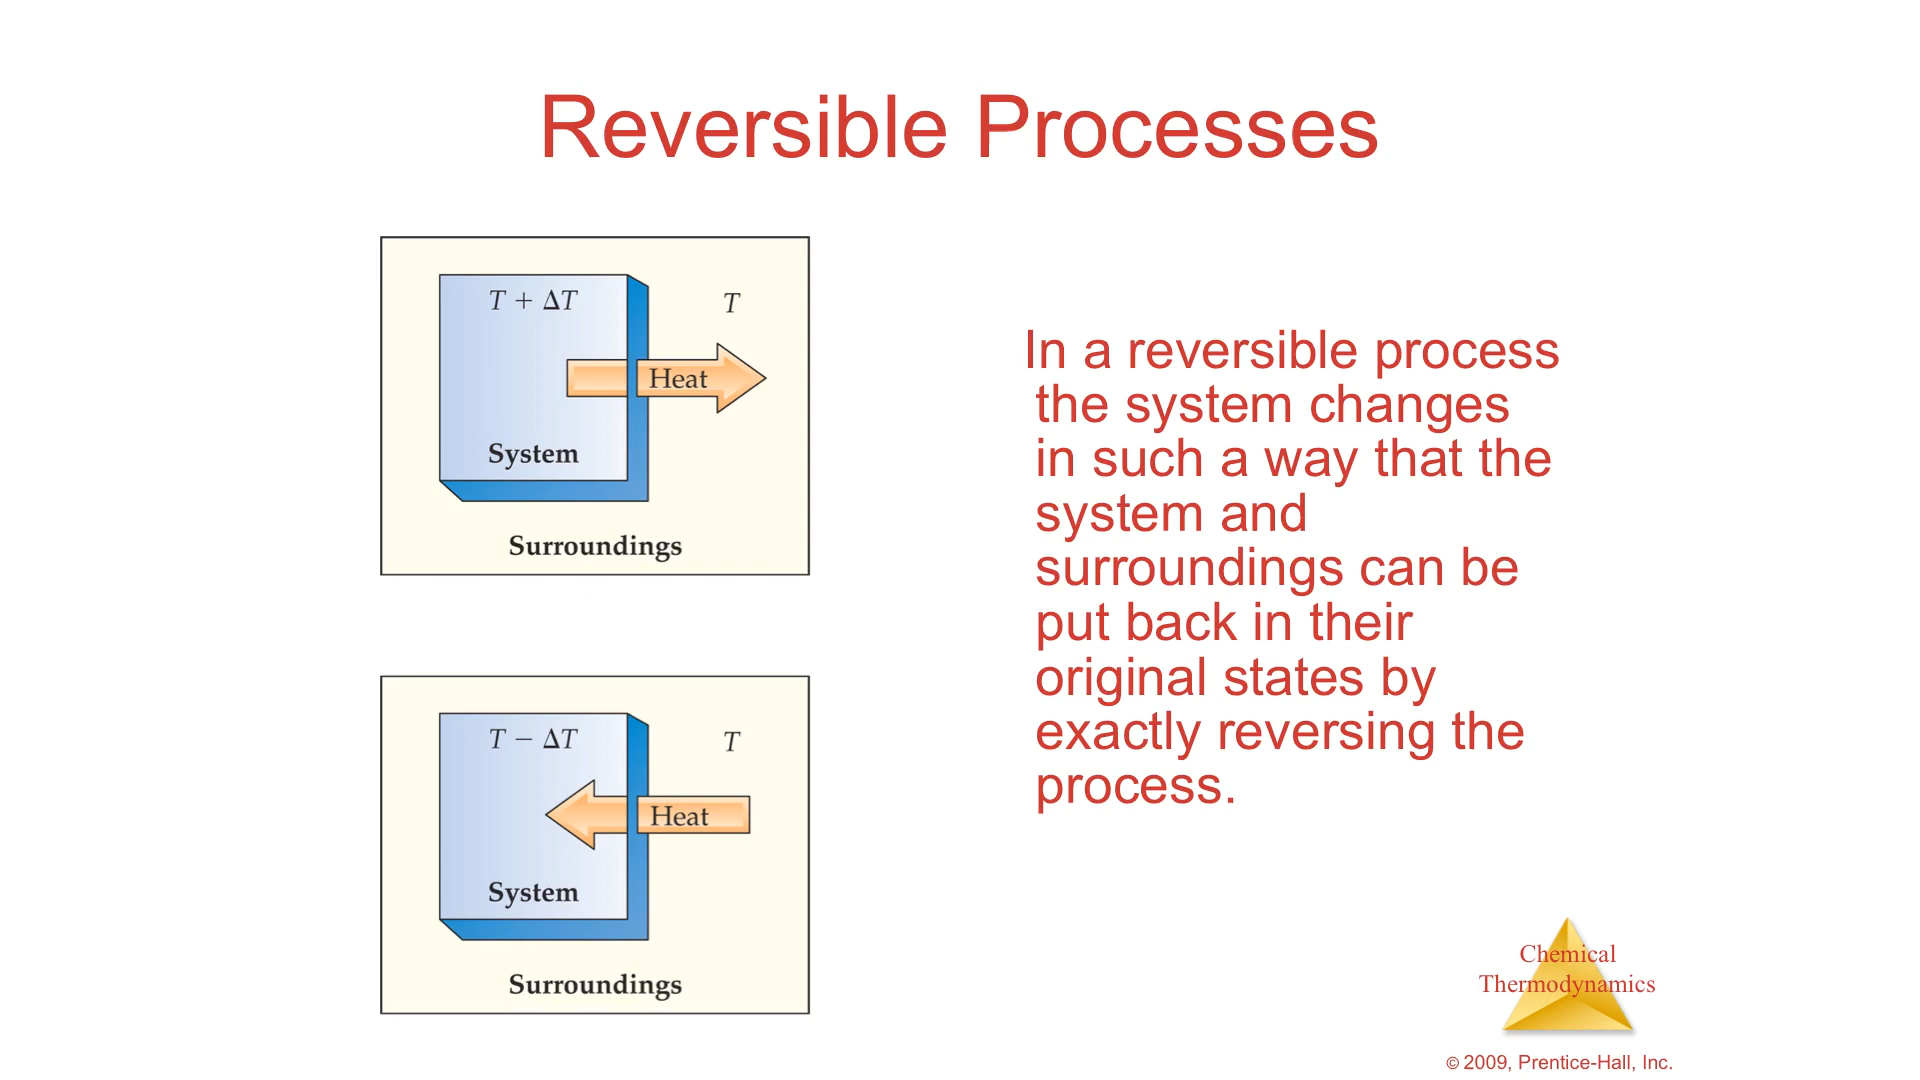 Reversible Processes
T + ΔT
T
Heat
System
Surroundings
T − ΔT
T
Heat
System
Surroundings
In a reversible process
the system changes
in such a way that the
system and
surroundings can be
put back in their
original states by
exactly reversing the
process.
Chemical
Thermodynamics
© 2009, Prentice-Hall, Inc.